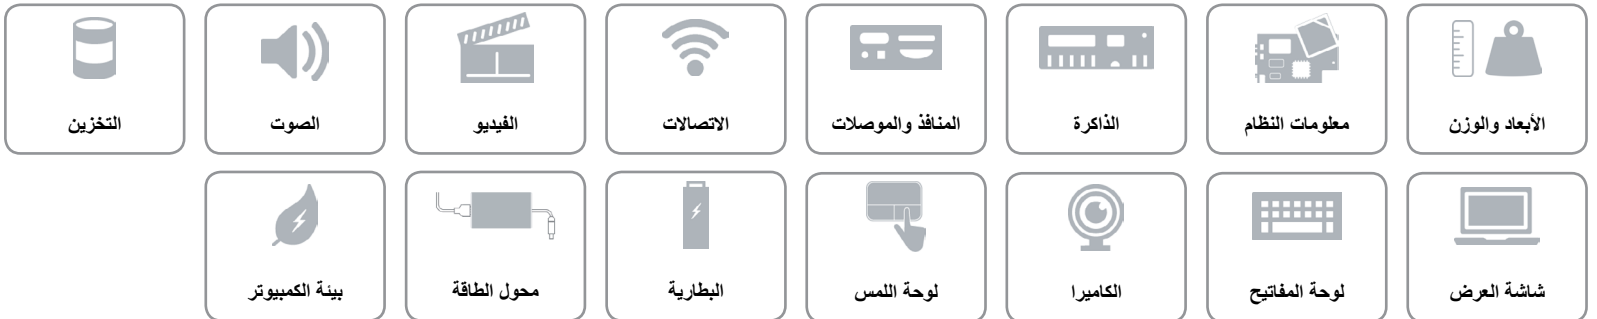 الأبعاد والوزن
معلومات النظام
الذاكرة
المنافذ والموصلات
الاتصالات
الفيديو
الصوت
التخزين
شاشة العرض
لوحة المفاتيح
الكاميرا
لوحة اللمس
البطارية
محول الطاقة
بيئة الكمبيوتر